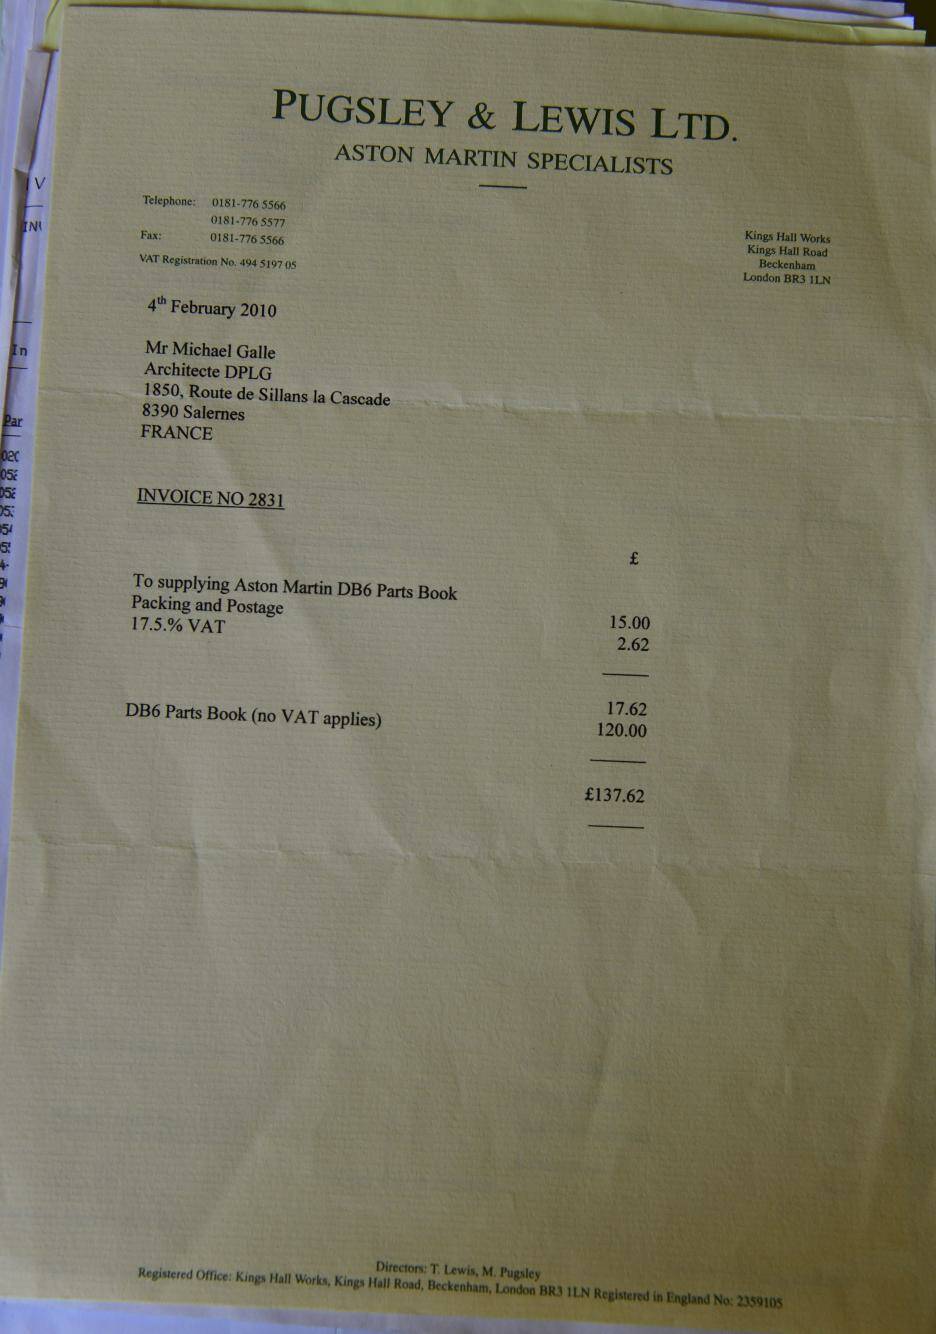 PUGSLEY & LEWIS LTD.
ASTON MARTIN SPECIALISTS
Telephone: 0181-776 5566
0181-776 5577
Fax: 0181-776 5566
VAT Registration No. 494 5197 05
Kings Hall Works
Kings Hall Road
Beckenham
London BR3 1LN
4th February 2010
Mr Michael Galle
Architecte DPLG
1850, Route de Sillans la Cascade
8390 Salernes
FRANCE
INVOICE NO 2831
£
To supplying Aston Martin DB6 Parts Book
Packing and Postage 15.00
17.5.% VAT 2.62
17.62
DB6 Parts Book (no VAT applies) 120.00
£137.62
Directors: T. Lewis, M. Pugsley
Registered Office: Kings Hall Works, Kings Hall Road, Beckenham, London BR3 1LN Registered in England No: 2359105